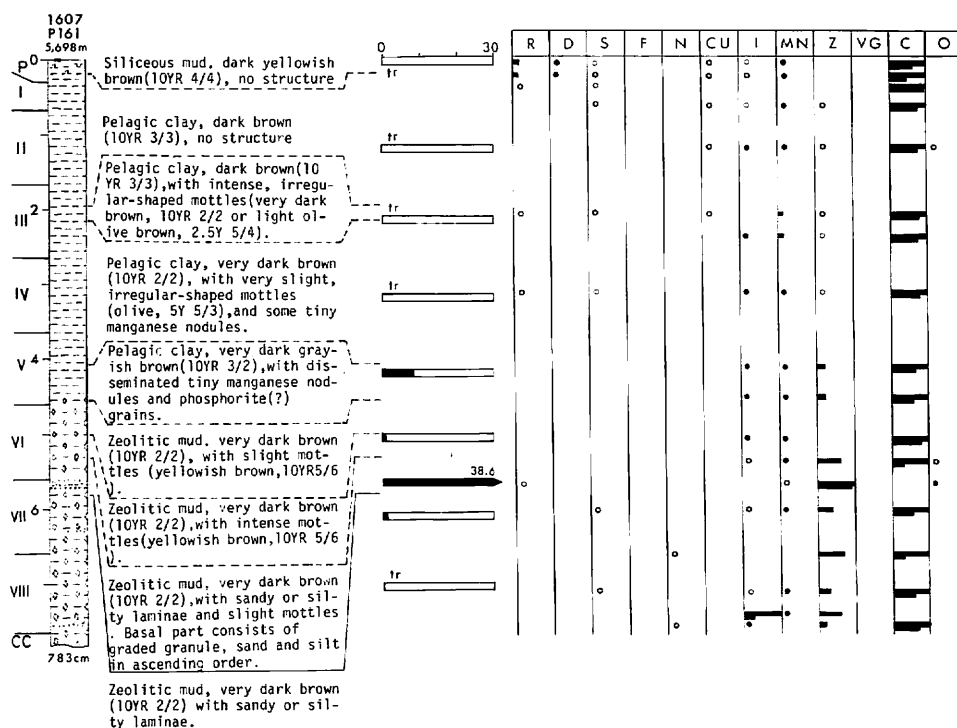 1607
P161
5,698m
0 30
R D S F N CU I MN Z VG C O
P 0
I
II
III 2
IV
V 4
VI
VII 6
VIII
CC
783cm
Siliceous mud, dark yellowish
brown(10YR 4/4), no structure
Pelagic clay, dark brown
(10YR 3/3), no structure
Pelagic clay, dark brown(10
YR 3/3),with intense, irregu-
lar-shaped mottles(very dark
brown, 10YR 2/2 or light ol-
ive brown, 2.5Y 5/4).
Pelagic clay, very dark brown
(10YR 2/2), with very slight,
irregular-shaped mottles
(olive, 5Y 5/3),and some tiny
manganese nodules.
Pelagic clay, very dark gray-
ish brown(10YR 3/2),with dis-
seminated tiny manganese nod-
ules and phosphorite(?)
grains.
Zeolitic mud, very dark brown
(10YR 2/2), with slight mot-
tles (yellowish brown,10YR5/6
).
Zeolitic mud, very dark brown
(10YR 2/2),with intense mot-
tles(yellowish brown,10YR 5/6
).
Zeolitic mud, very dark brown
(10YR 2/2),with sandy or sil-
ty laminae and slight mottles
. Basal part consists of
graded granule, sand and silt
in ascending order.
Zeolitic mud, very dark brown
(10YR 2/2) with sandy or sil-
ty laminae.
tr
tr
tr
38.6
tr